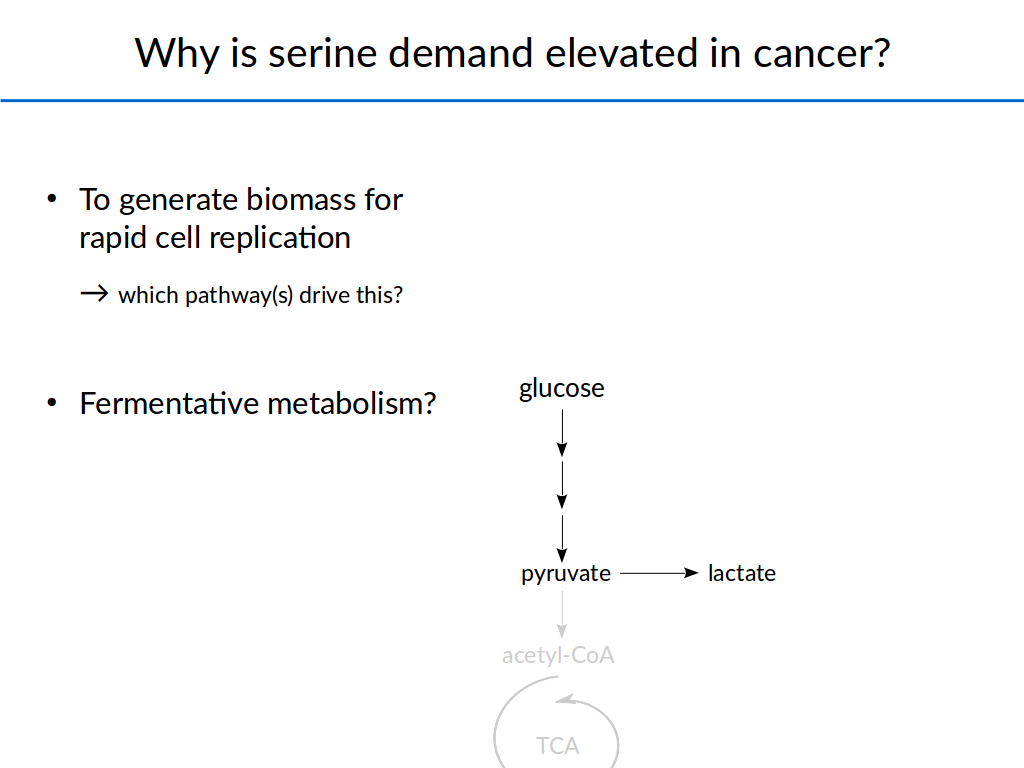 Why is serine demand elevated in cancer?
• To generate biomass for
rapid cell replication
→ which pathway(s) drive this?
• Fermentative metabolism?
glucose
pyruvate
lactate
acetyl-CoA
TCA